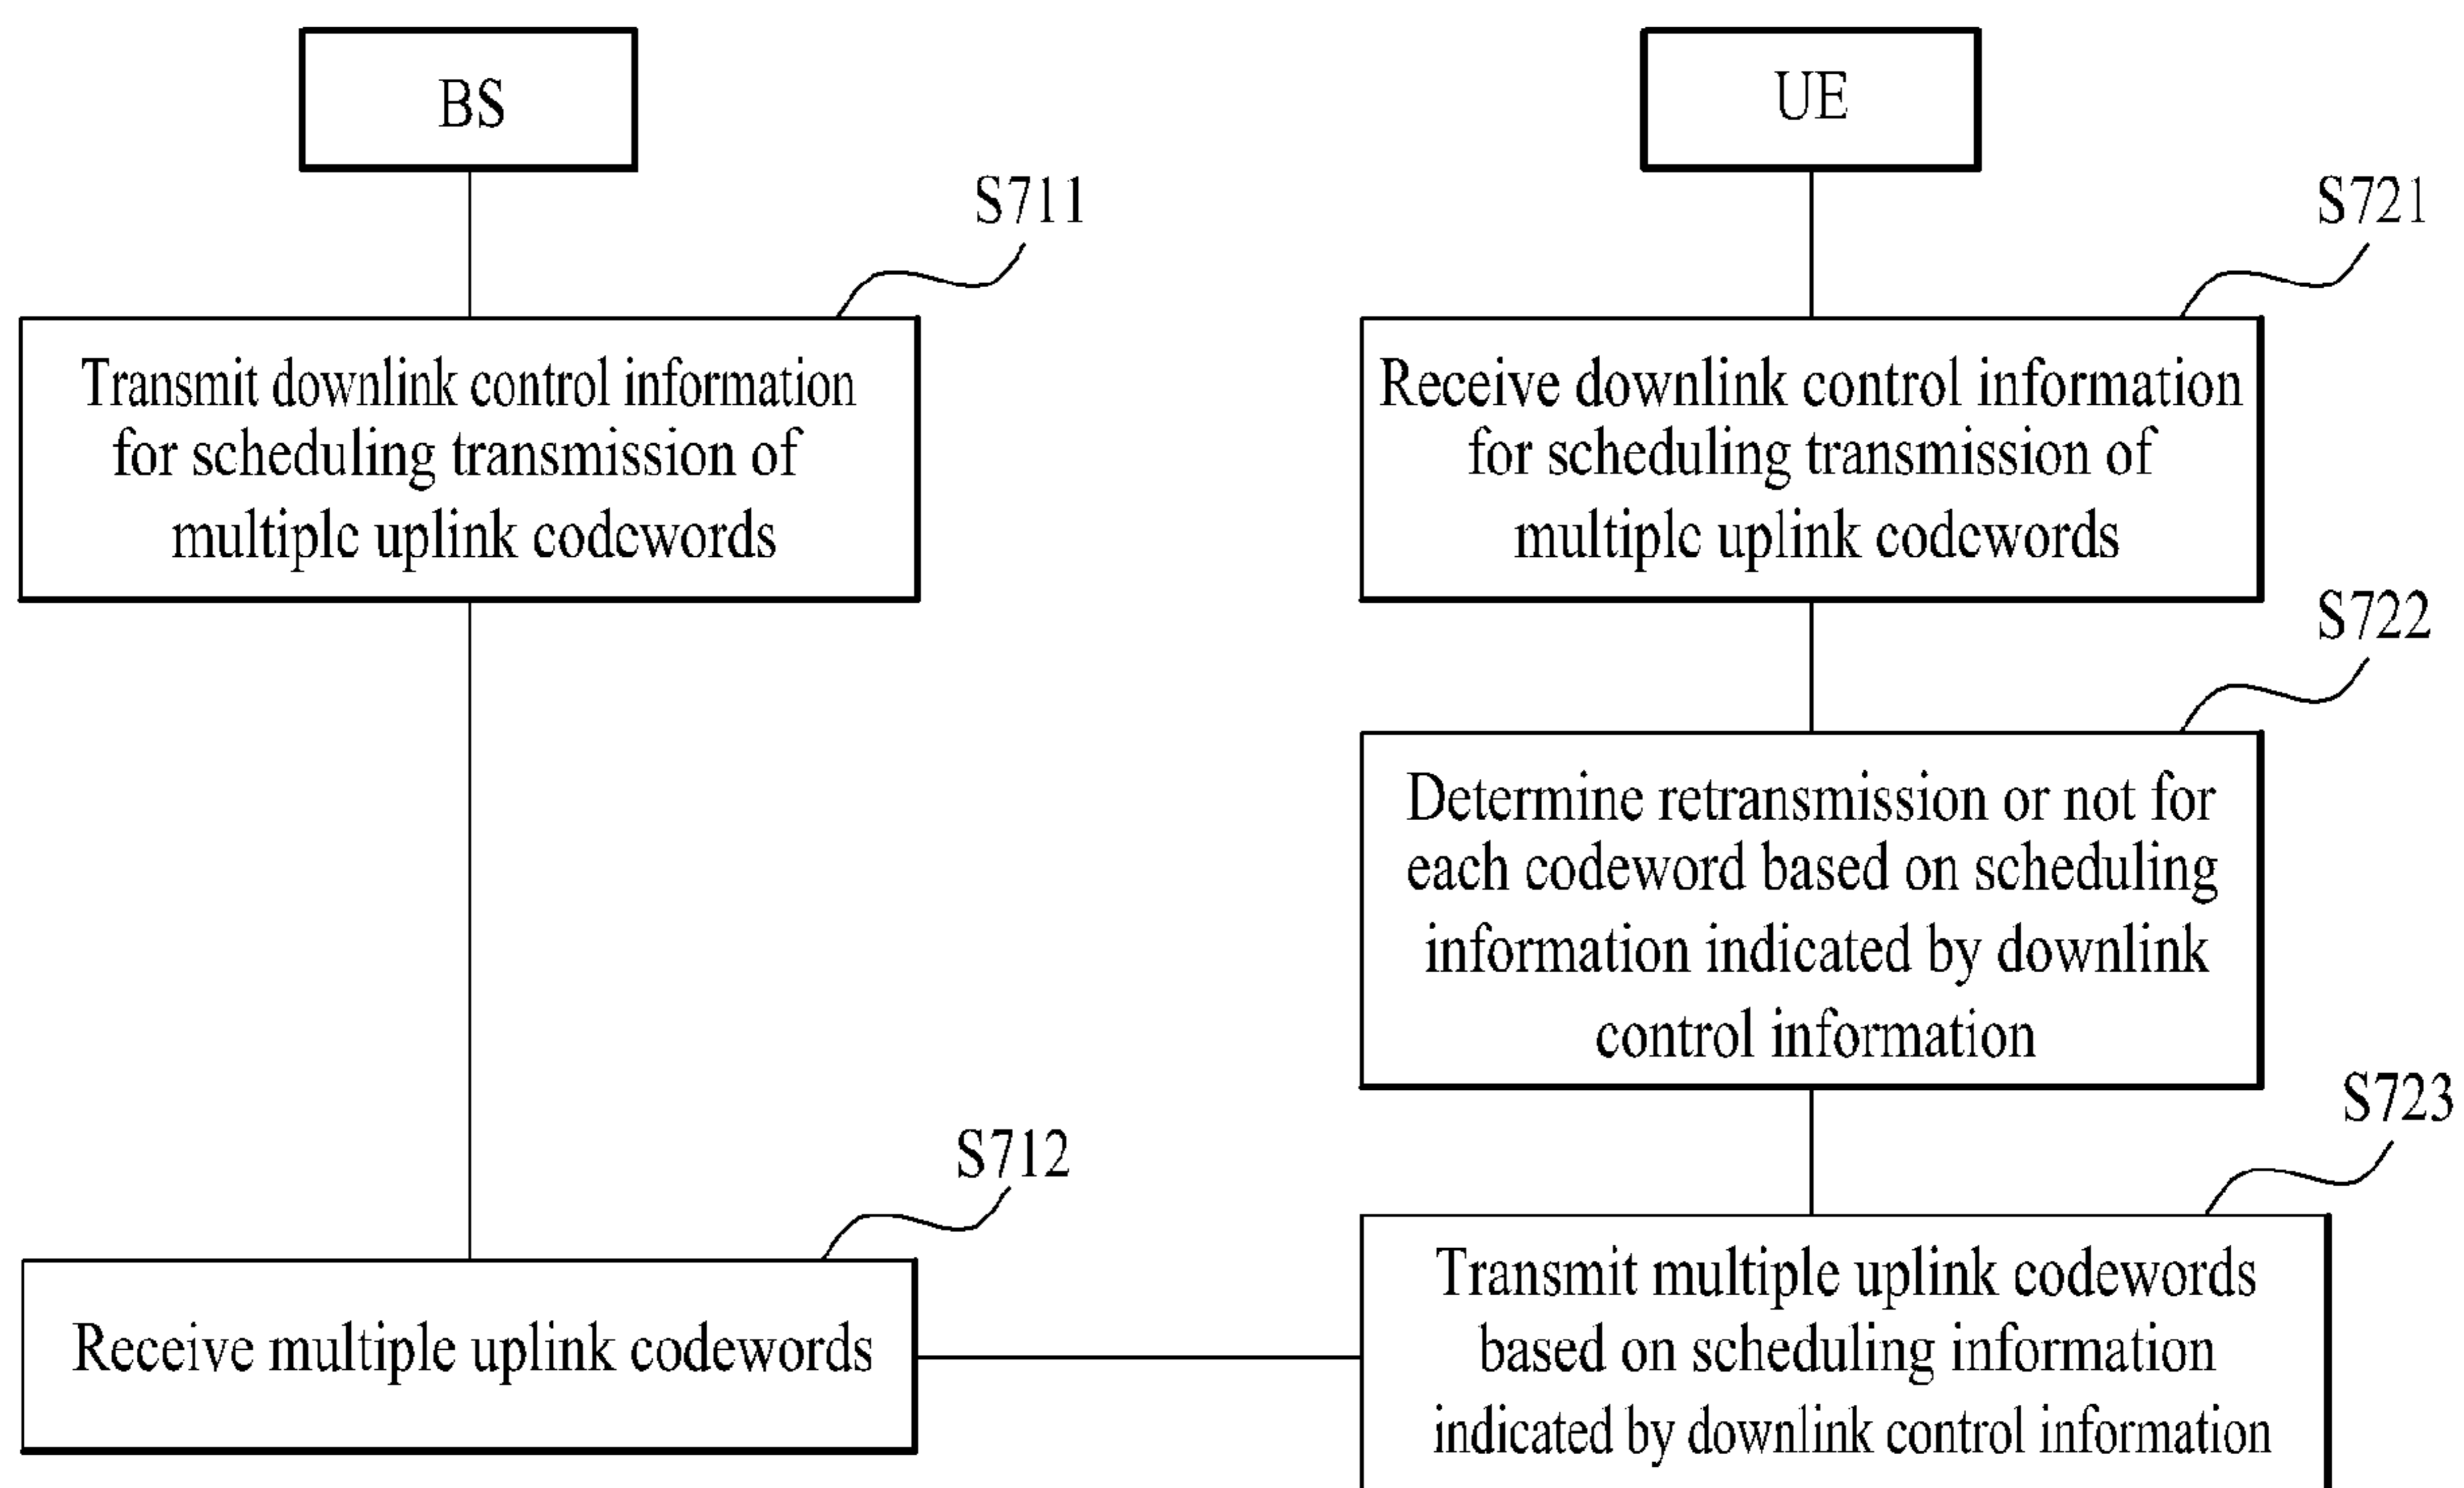 BS
UE
S711
S721
Transmit downlink control information
for scheduling transmission of
multiple uplink codewords
Receive downlink control information
for scheduling transmission of
multiple uplink codewords
S722
Determine retransmission or not for
each codeword based on scheduling
information indicated by downlink
control information
S712
S723
Receive multiple uplink codewords
Transmit multiple uplink codewords
based on scheduling information
indicated by downlink control information